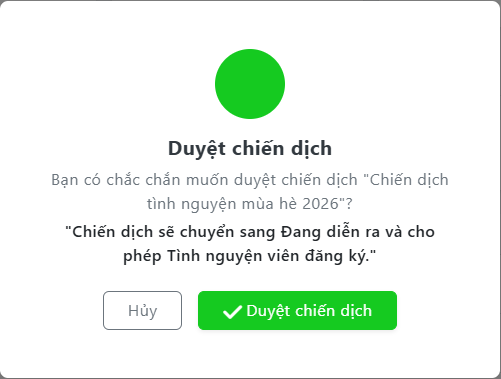 Duyệt chiến dịch
Bạn có chắc chắn muốn duyệt chiến dịch "Chiến dịch
tình nguyện mùa hè 2026"?
"Chiến dịch sẽ chuyển sang Đang diễn ra và cho
phép Tình nguyện viên đăng ký."
Hủy
Duyệt chiến dịch